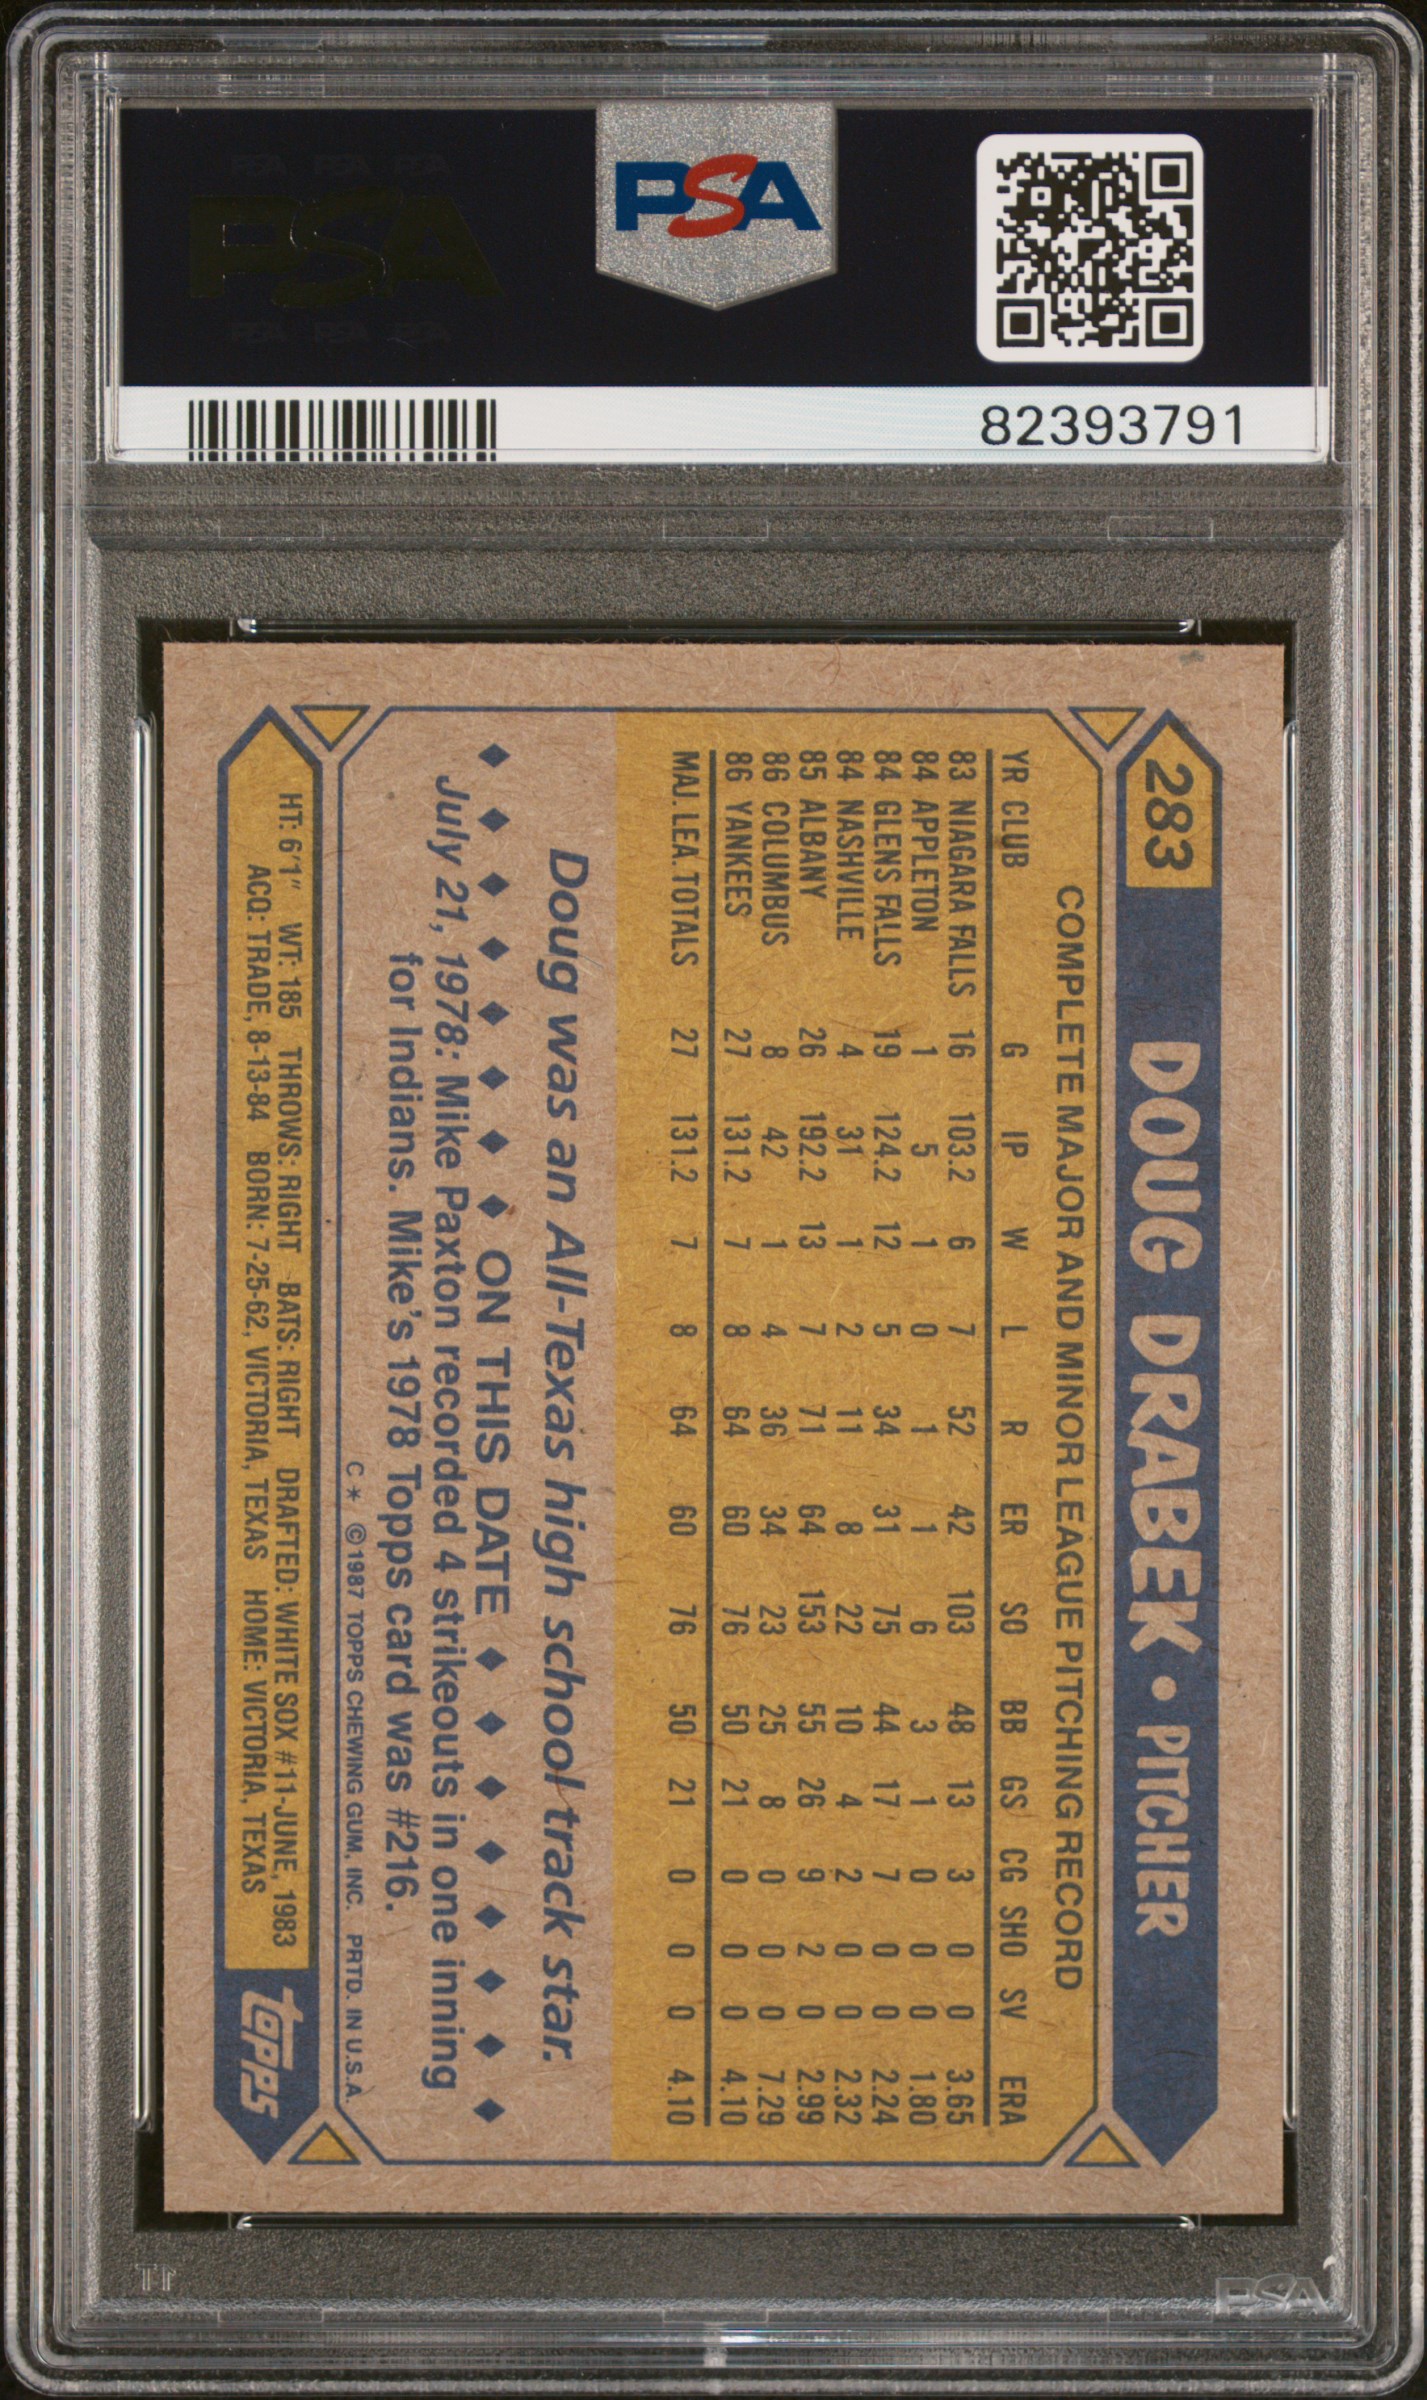 PSA
PSA PSA PSA
PSA
PSA PSA PSA
82393791
283 DOUG DRABEK • PITCHER
COMPLETE MAJOR AND MINOR LEAGUE PITCHING RECORD
YR CLUB G IP W L R ER SO BB GS CG SHO SV ERA
83 NIAGARA FALLS 16 103.2 6 7 52 42 103 48 13 3 0 0 3.65
84 APPLETON 1 5 1 0 1 1 6 3 1 0 0 0 1.80
84 GLENS FALLS 19 124.2 12 5 34 31 75 44 17 7 0 0 2.24
84 NASHVILLE 4 31 1 2 11 8 22 10 4 2 0 0 2.32
85 ALBANY 26 192.2 13 7 71 64 153 55 26 9 2 0 2.99
86 COLUMBUS 8 42 1 4 36 34 23 25 8 0 0 0 7.29
86 YANKEES 27 131.2 7 8 64 60 76 50 21 0 0 0 4.10
MAJ. LEA. TOTALS 27 131.2 7 8 64 60 76 50 21 0 0 0 4.10
Doug was an All-Texas high school track star.
ON THIS DATE
July 21, 1978: Mike Paxton recorded 4 strikeouts in one inning
for Indians. Mike's 1978 Topps card was #216.
C* ©1987 TOPPS CHEWING GUM, INC. PRTD. IN U.S.A.
HT: 6'1" WT: 185 THROWS: RIGHT BATS: RIGHT DRAFTED: WHITE SOX #11-JUNE, 1983
ACQ: TRADE, 8-13-84 BORN: 7-25-62, VICTORIA, TEXAS HOME: VICTORIA, TEXAS
topps
PSA